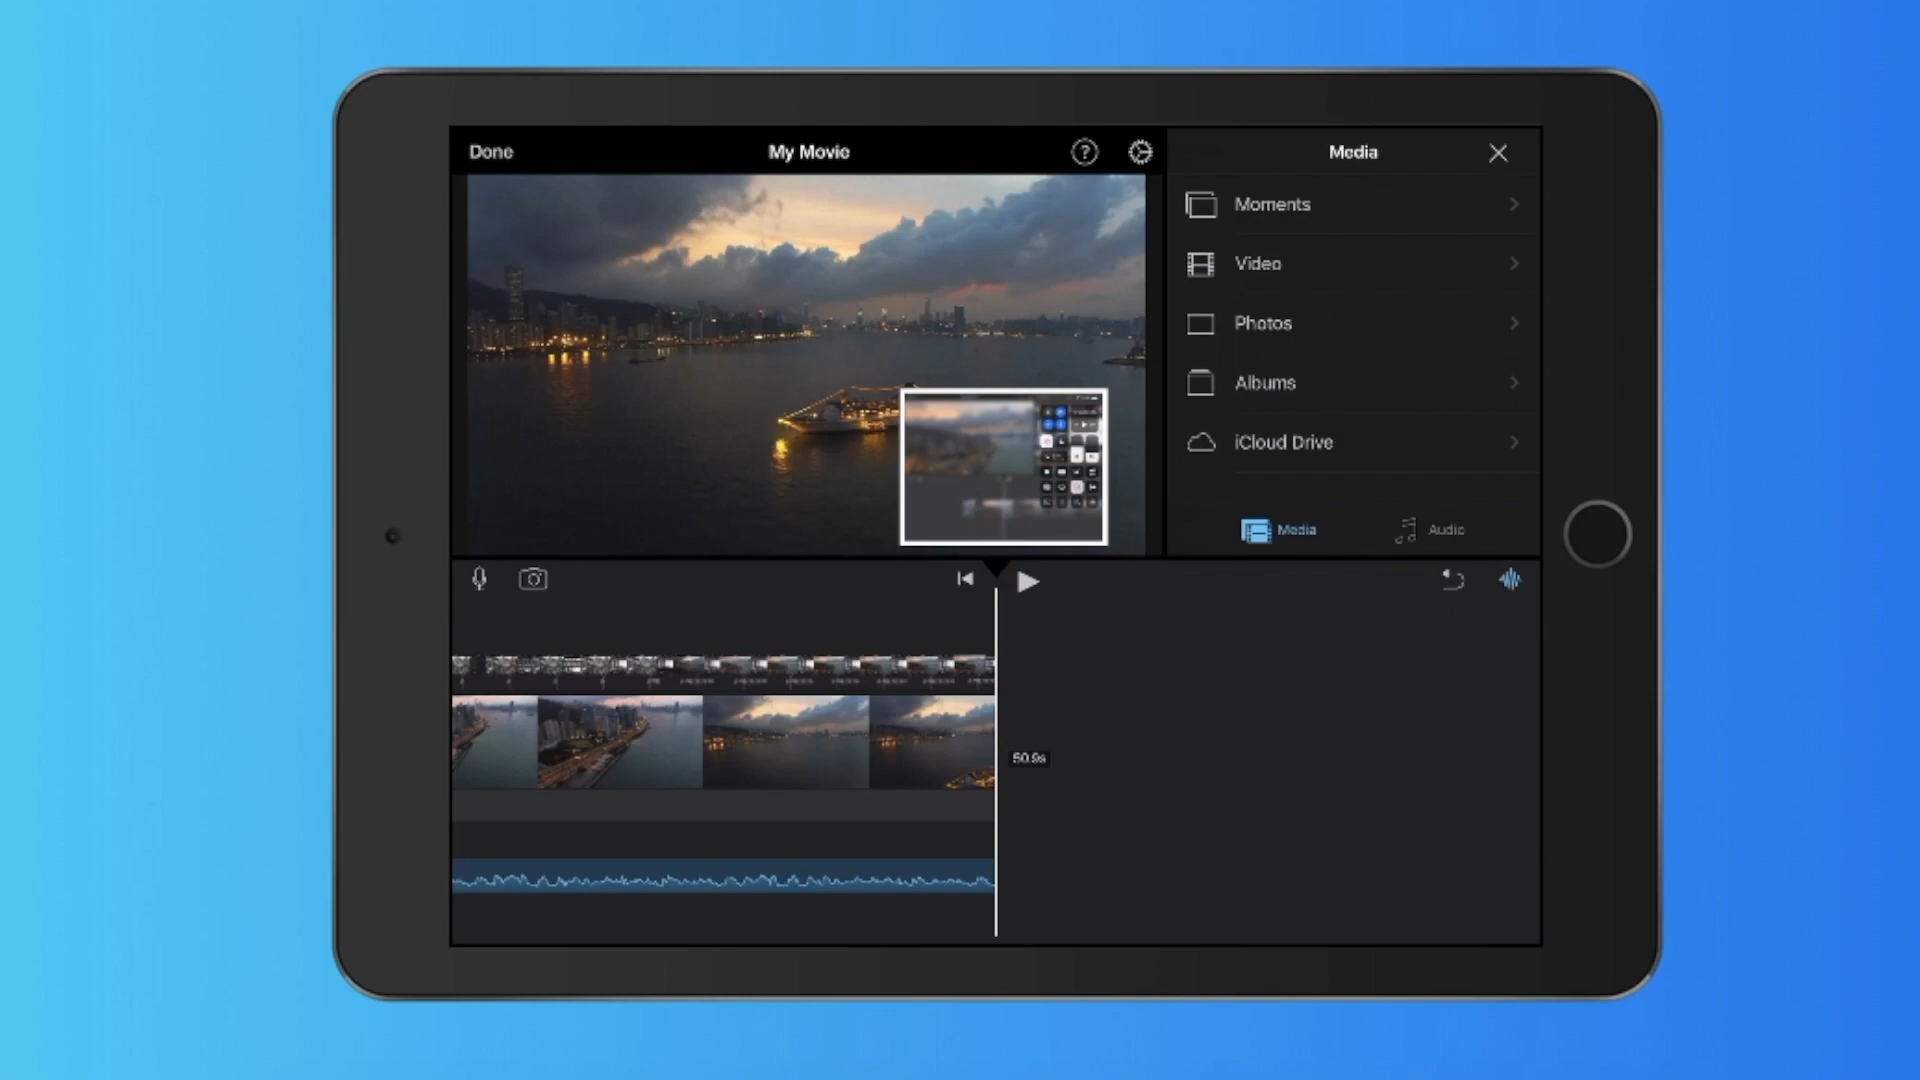 Done
My Movie
?
Media
Moments
Video
Photos
Albums
iCloud Drive
Media
Audio
50.9s